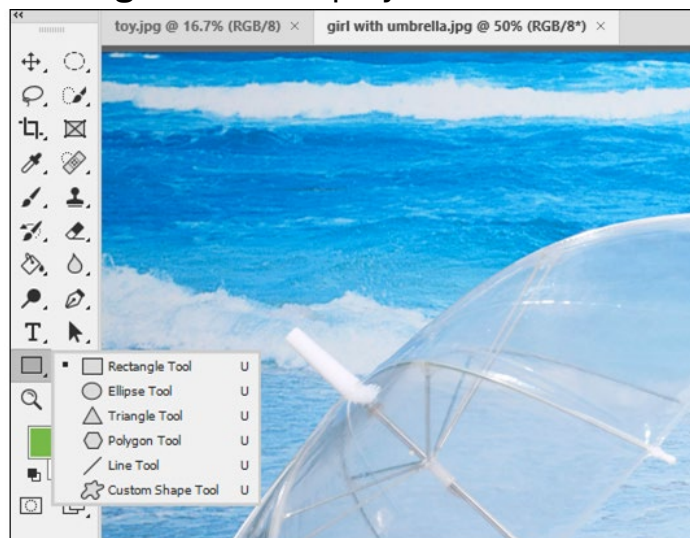 toy.jpg @ 16.7% (RGB/8) ×
girl with umbrella.jpg @ 50% (RGB/8*) ×
T
Rectangle Tool U
Ellipse Tool U
Triangle Tool U
Polygon Tool U
Line Tool U
Custom Shape Tool U